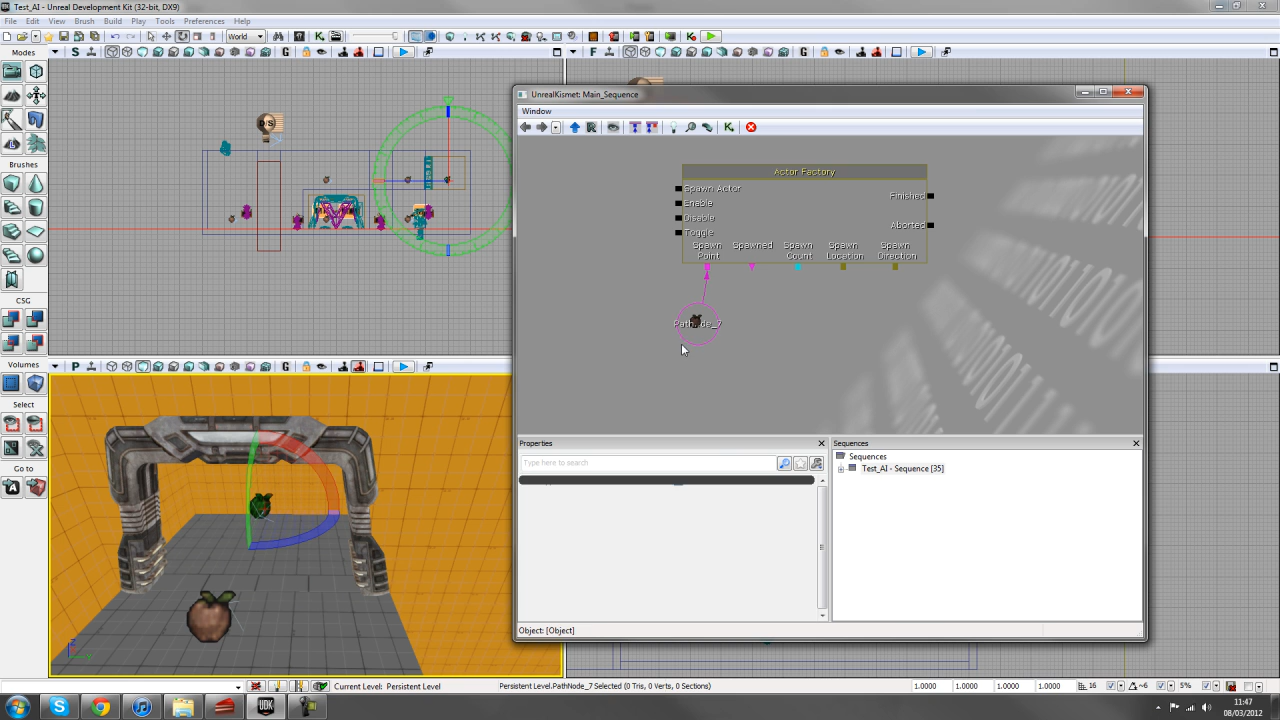 Test_AI - Unreal Development Kit (32-bit, DX9)
File Edit View Brush Build Play Tools Preferences Help
World
Modes
S
G
F
G
D/S
Brushes
CSG
Volumes
P
G
Select
Go to
UnrealKismet: Main_Sequence
Window
Actor Factory
Spawn Actor
Enable
Disable
Toggle
Finished
Aborted
Spawn Point
Spawned
Spawn Count
Spawn Location
Spawn Direction
Properties
Type here to search
Sequences
Sequences
Test_AI - Sequence [35]
Object: [Object]
Z
Current Level: Persistent Level
Persistent Level.PathNode_7 Selected (0 Tris, 0 Verts, 0 Sections)
1.0000 1.0000 1.0000 1.0000
16
5%
11:47
08/03/2012